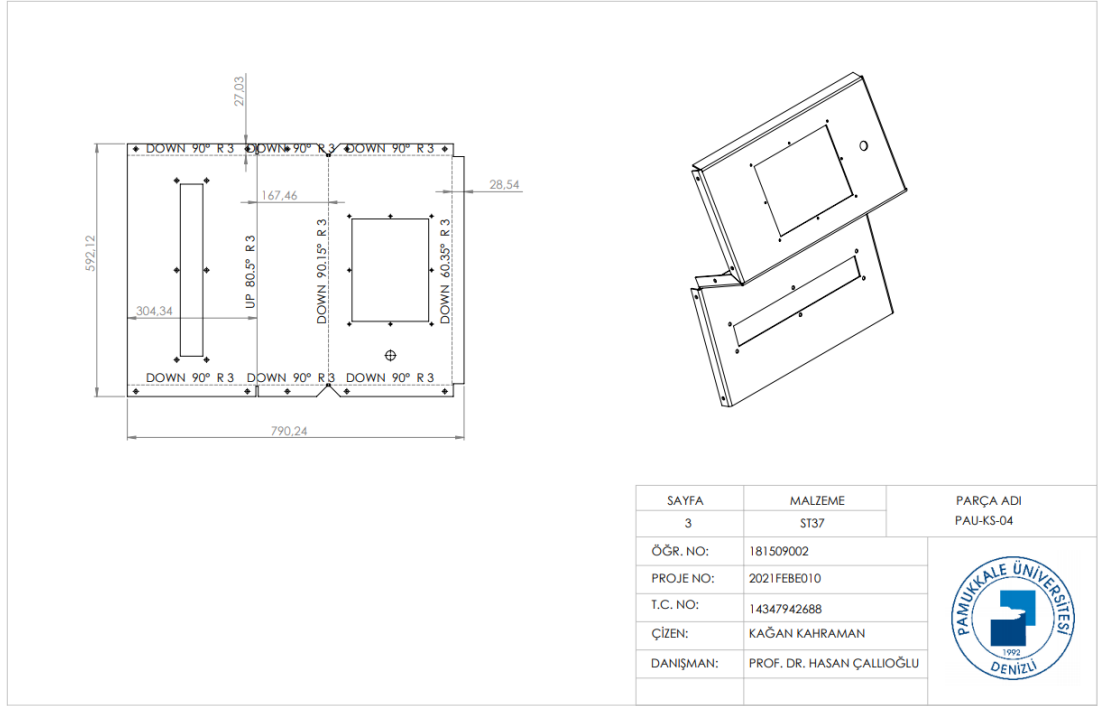 27,03
DOWN 90° R 3
DOWN 90° R 3
DOWN 90° R 3
28,54
167,46
592,12
UP 80.5° R 3
DOWN 90.15° R 3
DOWN 60.35° R 3
304,34
DOWN 90° R 3
DOWN 90° R 3
DOWN 90° R 3
790,24
SAYFA
MALZEME
PARÇA ADI
3
ST37
PAU-KS-04
ÖĞR. NO:
181509002
PROJE NO:
2021FEBE010
T.C. NO:
14347942688
ÇİZEN:
KAĞAN KAHRAMAN
DANIŞMAN:
PROF. DR. HASAN ÇALLIOĞLU
PAMUKKALE ÜNİVERSİTESİ
1992
DENİZLİ